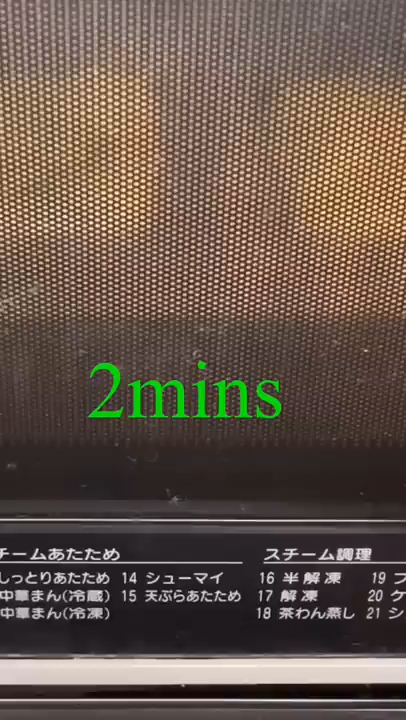 2mins
チームあたため
スチーム調理
しっとりあたため 14 シューマイ
16 半解凍
19
中華まん(冷蔵) 15 天ぷらあたため
17 解凍
20
中華まん(冷凍)
18 茶わん蒸し 21